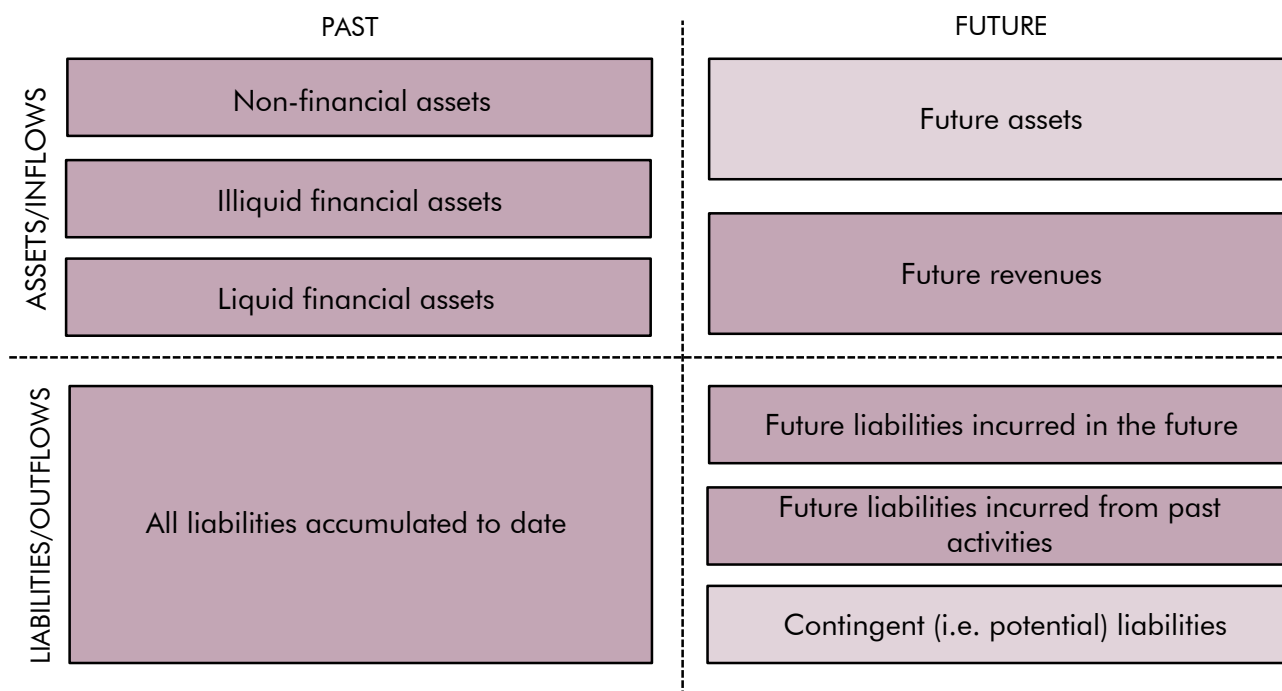 PAST
FUTURE
ASSETS/INFLOWS
Non-financial assets
Illiquid financial assets
Liquid financial assets
Future assets
Future revenues
LIABILITIES/OUTFLOWS
All liabilities accumulated to date
Future liabilities incurred in the future
Future liabilities incurred from past
activities
Contingent (i.e. potential) liabilities